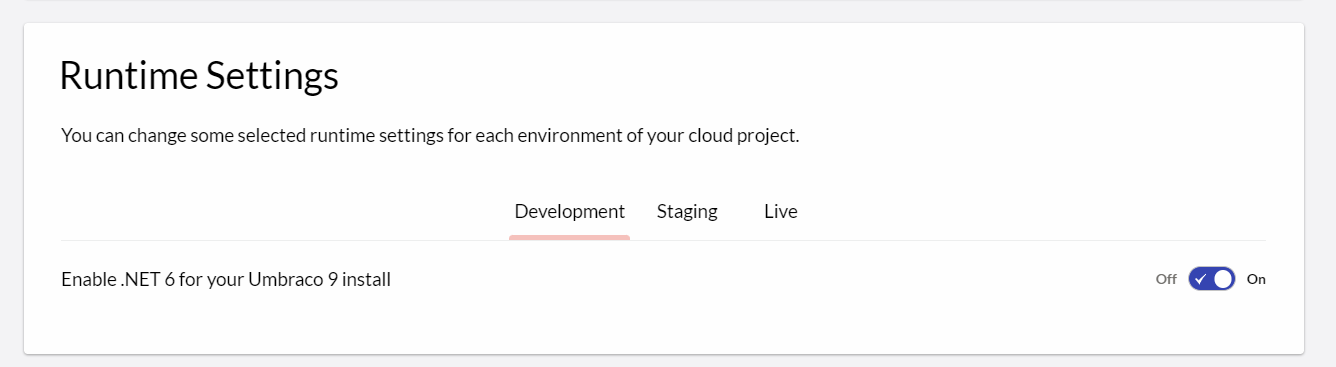 Runtime Settings
You can change some selected runtime settings for each environment of your cloud project.
Development Staging Live
Enable .NET 6 for your Umbraco 9 install Off On